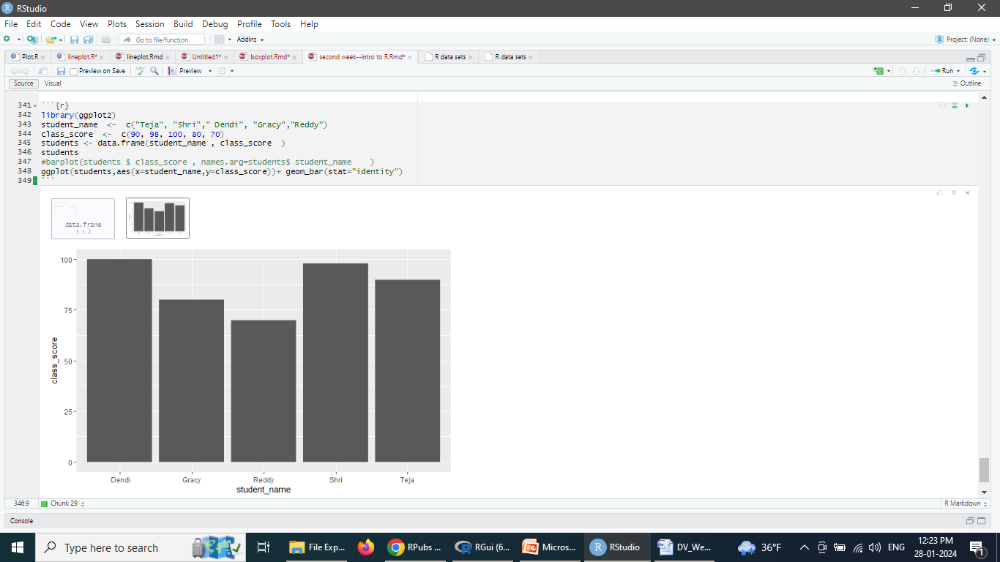 RStudio
File Edit Code View Plots Session Build Debug Profile Tools Help
Go to file/function Addins Project: (None)
Plot.R lineplot.R* lineplot.Rmd Untitled1* boxplot.Rmd* second week--intro to R.Rmd* R data sets R data sets
Preview on Save ABC Preview Run
Source Visual Outline
341 ```{r}
342 library(ggplot2)
343 student_name <- c("Teja", "Shri"," Dendi", "Gracy","Reddy")
344 class_score <- c(90, 98, 100, 80, 70)
345 students <- data.frame(student_name , class_score )
346 students
347 #barplot(students $ class_score , names.arg=students$ student_name )
348 ggplot(students,aes(x=student_name,y=class_score))+ geom_bar(stat="identity")
349 ```
data.frame
5 x 2
100
75
50
25
0
class_score
Dendi Gracy Reddy Shri Teja
student_name
346:9 Chunk 29 R Markdown
Console
Type here to search File Exp... RPubs ... RGui (6... Micros... RStudio DV_We... 36°F ENG 12:23 PM
28-01-2024
1